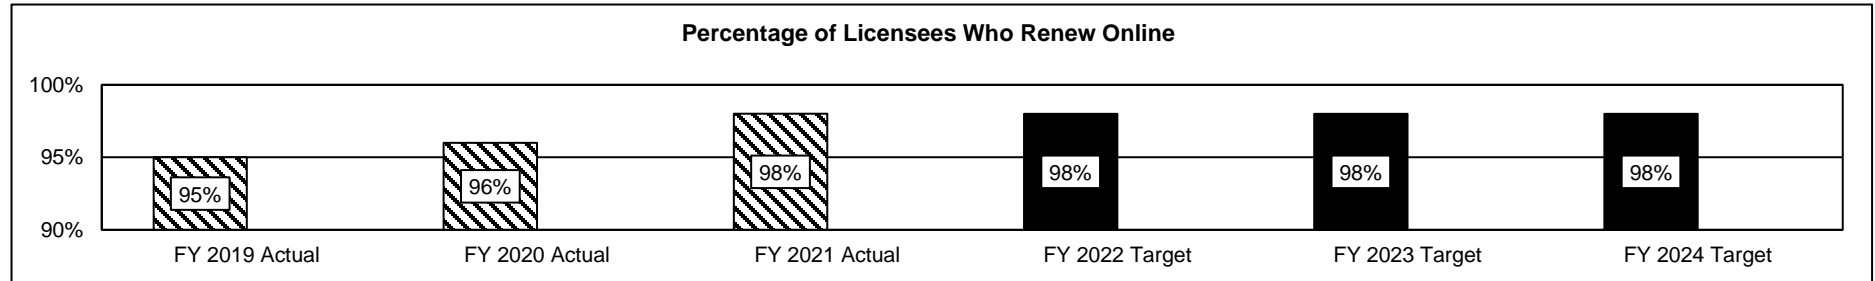 Percentage of Licensees Who Renew Online
100%
95%
90%
95%
96%
98%
98%
98%
98%
FY 2019 Actual
FY 2020 Actual
FY 2021 Actual
FY 2022 Target
FY 2023 Target
FY 2024 Target